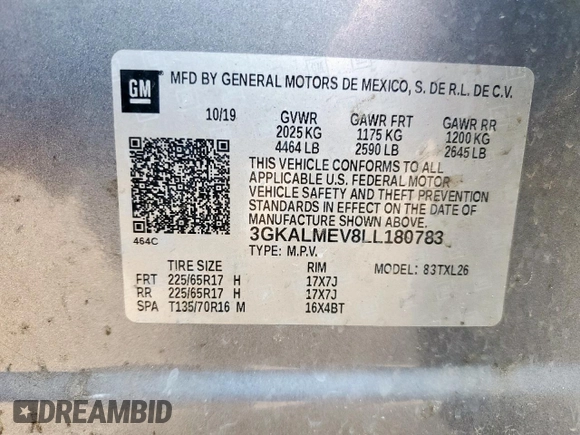 GM
MFD BY GENERAL MOTORS DE MEXICO, S. DE R.L. DE C.V.
10/19 GVWR GAWR FRT GAWR RR
2025 KG 1175 KG 1200 KG
4464 LB 2590 LB 2645 LB
THIS VEHICLE CONFORMS TO ALL
APPLICABLE U.S. FEDERAL MOTOR
VEHICLE SAFETY AND THEFT PREVENTION
STANDARDS IN EFFECT ON THE DATE OF
MANUFACTURE SHOWN ABOVE.
464C 3GKALMEV8LL180783
TYPE: M.P.V.
TIRE SIZE RIM MODEL: 83TXL26
FRT 225/65R17 H 17X7J
RR 225/65R17 H 17X7J
SPA T135/70R16 M 16X4BT
DREAMBID